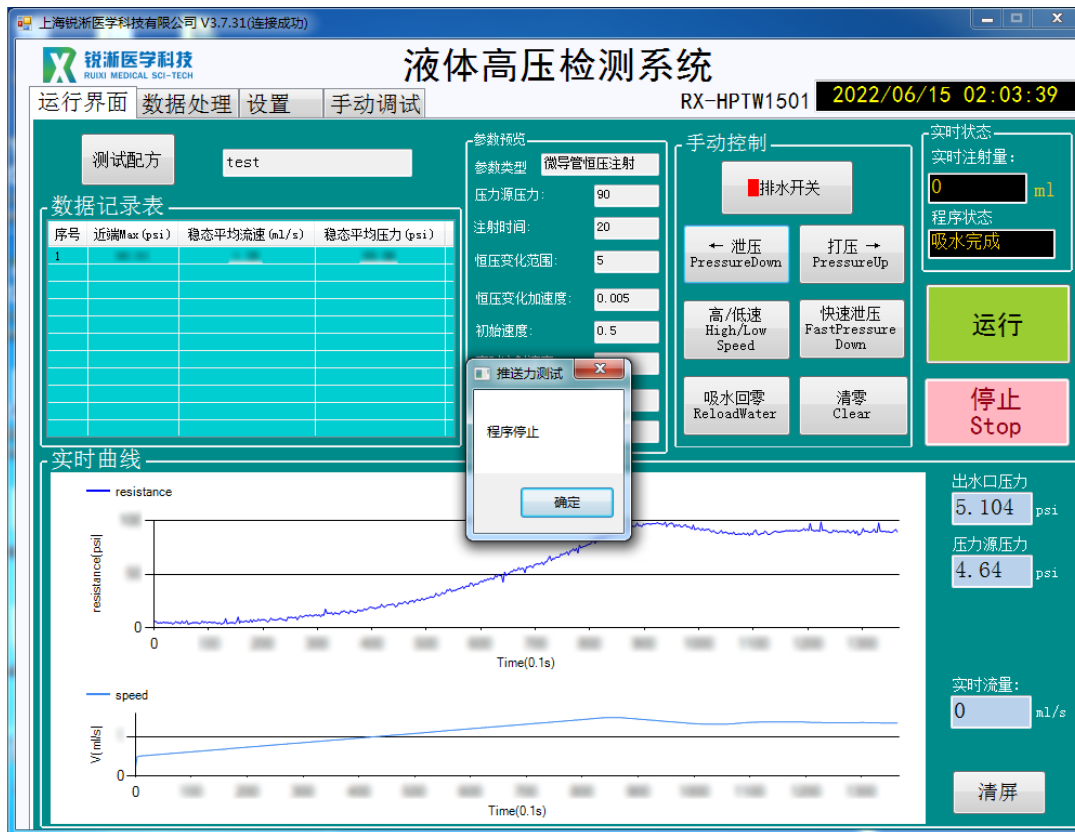 上海锐浙医学科技有限公司 V3.7.31(连接成功)
锐浙医学科技
RUIXI MEDICAL SCI-TECH
液体高压检测系统
RX-HPTW1501
2022/06/15 02:03:39
运行界面 数据处理 设置 手动调试
测试配方
test
数据记录表
序号 近端Max(psi) 稳态平均流速(ml/s) 稳态平均压力(psi)
1
参数预览
参数类型 微导管恒压注射
压力源压力: 90
注射时间: 20
恒压变化范围: 5
恒压变化加速度: 0.005
初始速度: 0.5
手动控制
排水开关
← 泄压
PressureDown
打压 →
PressureUp
高/低速
High/Low
Speed
快速泄压
FastPressure
Down
吸水回零
ReloadWater
清零
Clear
实时状态
实时注射量:
0 ml
程序状态
吸水完成
运行
停止
Stop
推送力测试
程序停止
确定
实时曲线
resistance
resistance[psi]
0
0
Time(0.1s)
speed
V[ml/s]
0
0
Time(0.1s)
出水口压力
5.104 psi
压力源压力
4.64 psi
实时流量:
0 ml/s
清屏